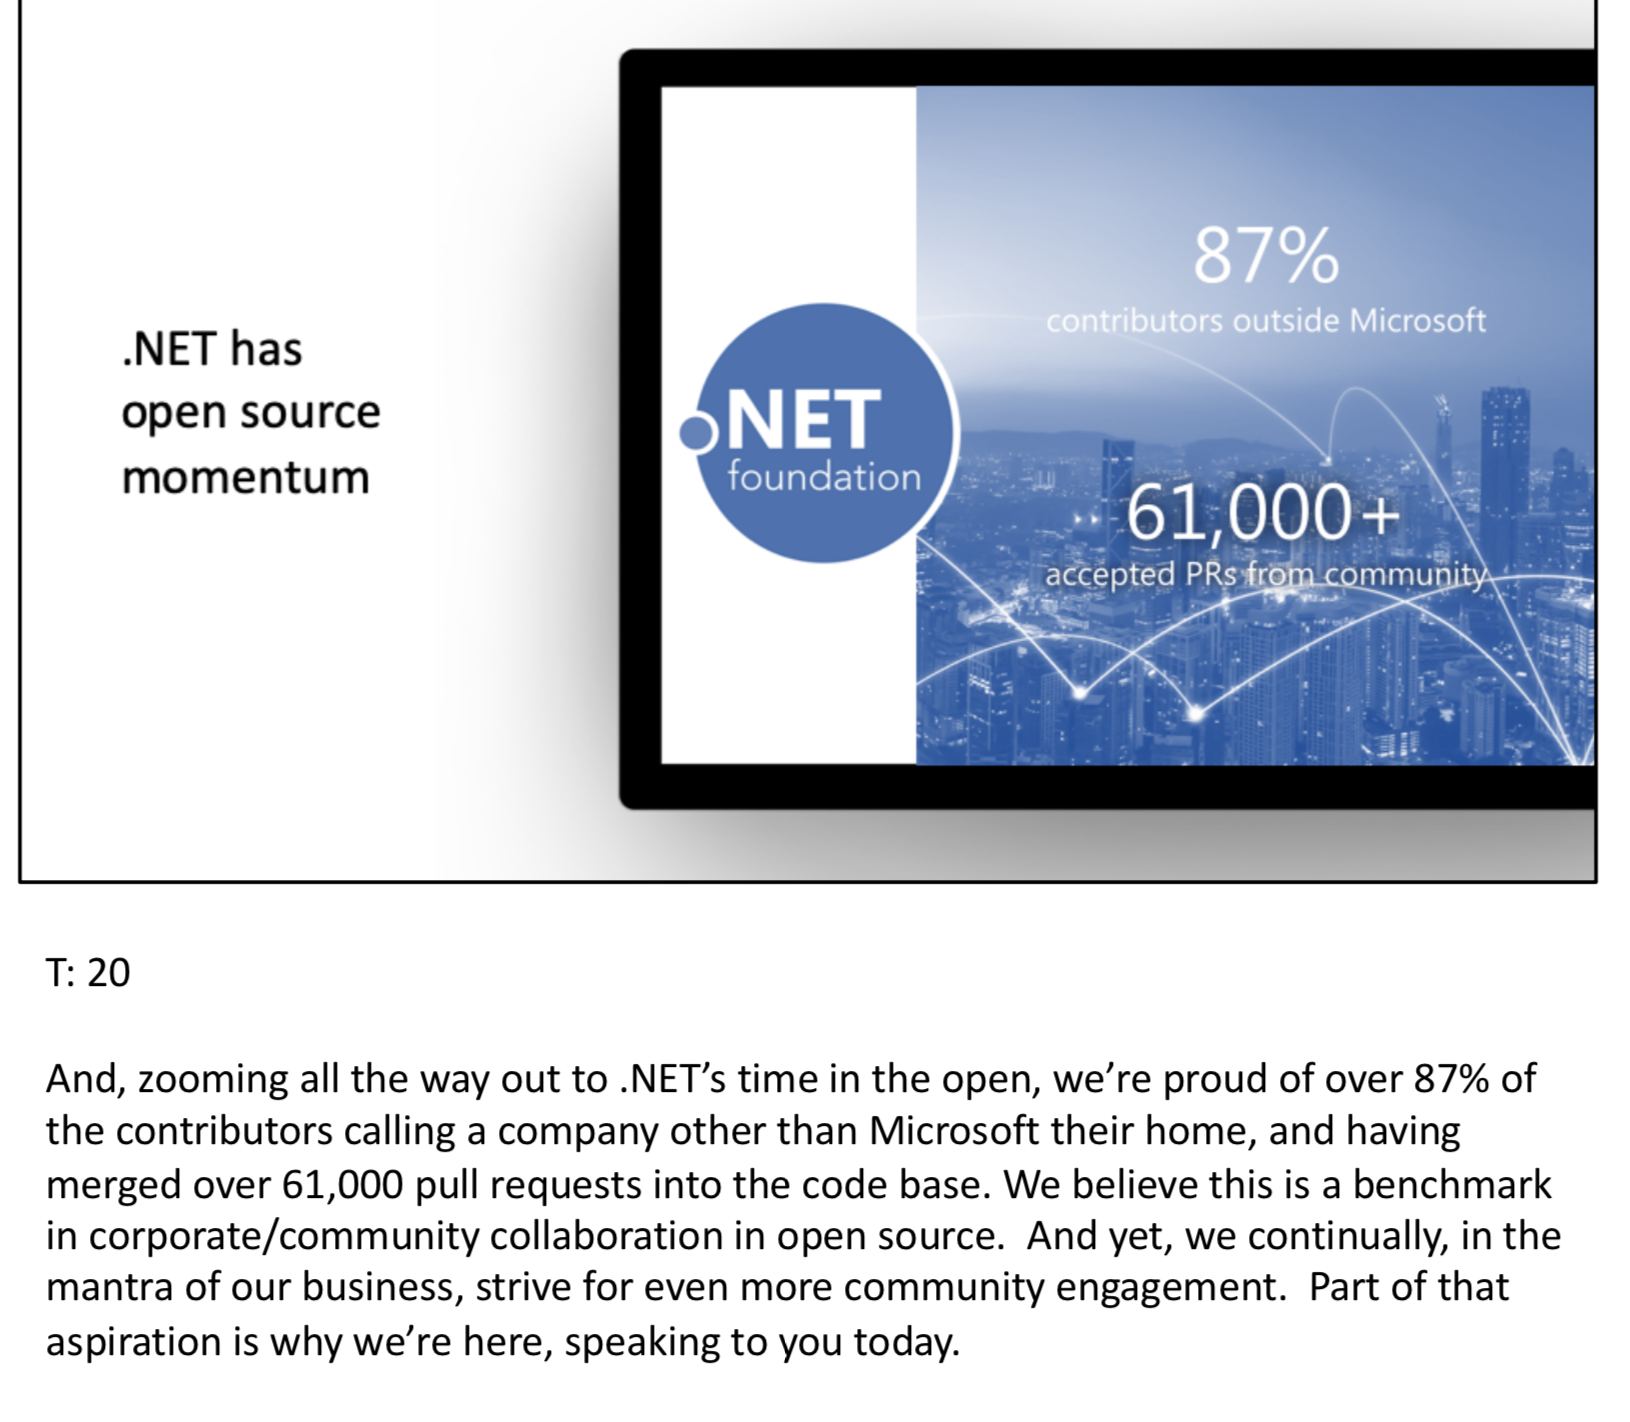 .NET has
open source
momentum
.NET
foundation
87%
contributors outside Microsoft
61,000+
accepted PRs from community
T: 20
And, zooming all the way out to .NET’s time in the open, we’re proud of over 87% of
the contributors calling a company other than Microsoft their home, and having
merged over 61,000 pull requests into the code base. We believe this is a benchmark
in corporate/community collaboration in open source.  And yet, we continually, in the
mantra of our business, strive for even more community engagement.  Part of that
aspiration is why we’re here, speaking to you today.